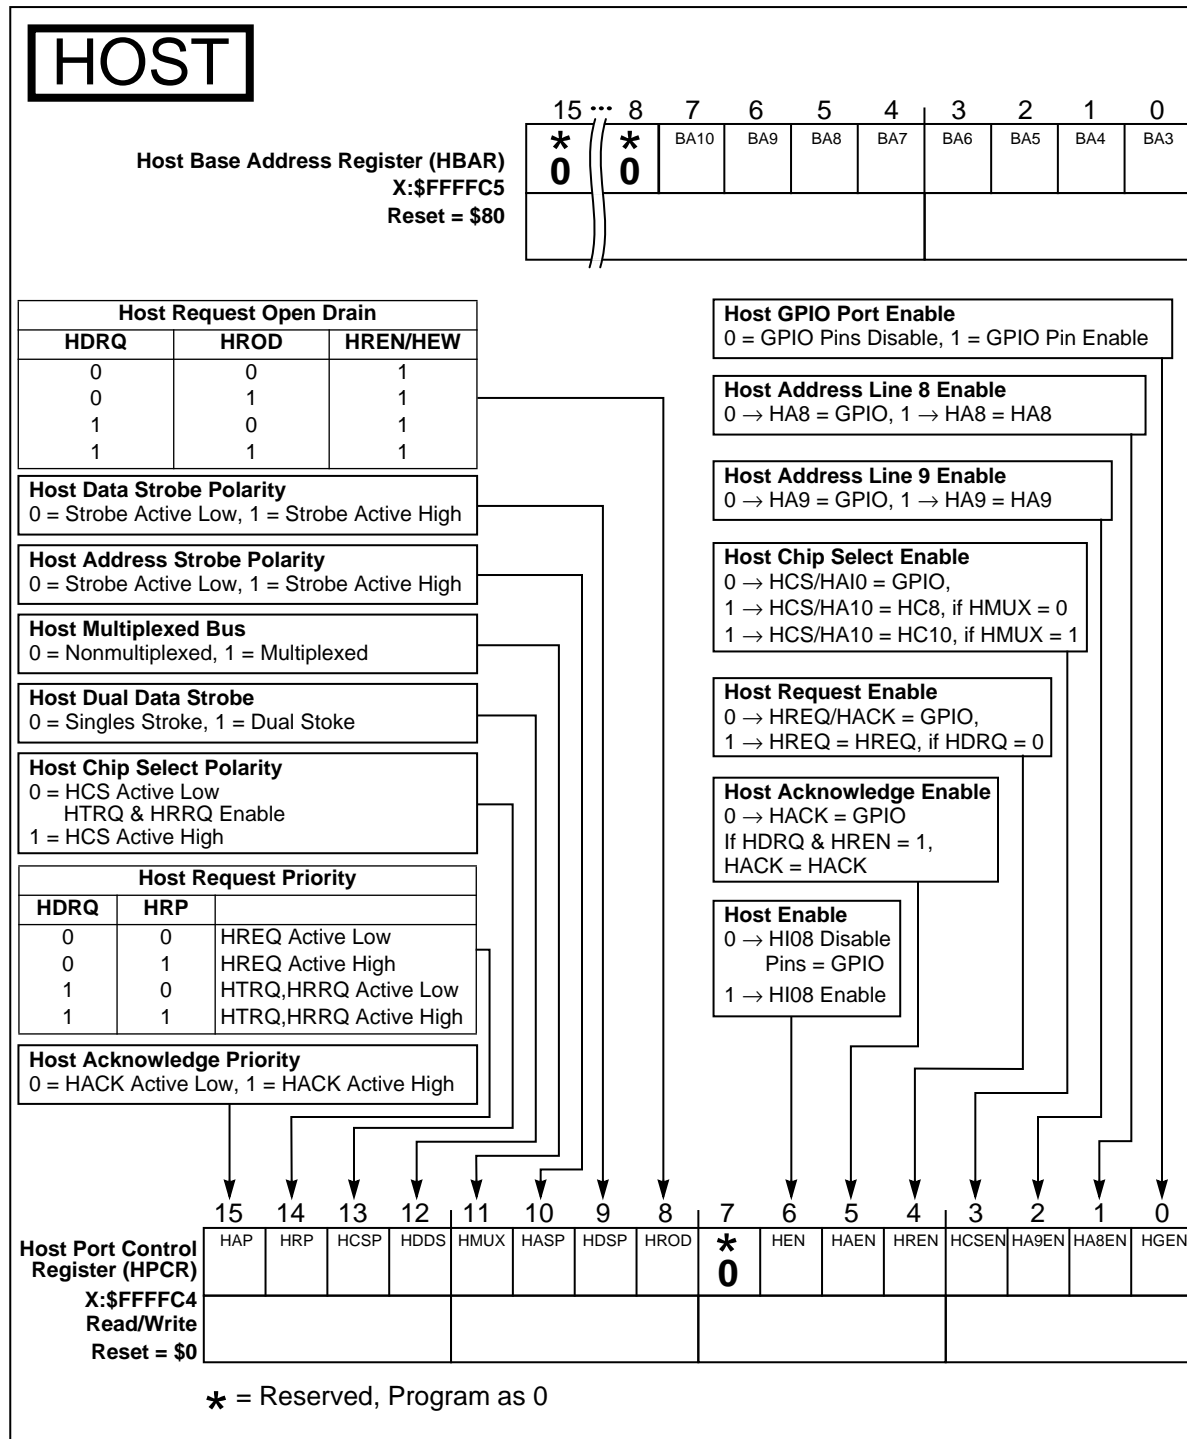 HOST
15 ••• 8 7 6 5 4 3 2 1 0
* * BA10 BA9 BA8 BA7 BA6 BA5 BA4 BA3
0 0
Host Base Address Register (HBAR)
X:$FFFFC5
Reset = $80
Host Request Open Drain
HDRQ HROD HREN/HEW
0 0 1
0 1 1
1 0 1
1 1 1
Host Data Strobe Polarity
0 = Strobe Active Low, 1 = Strobe Active High
Host Address Strobe Polarity
0 = Strobe Active Low, 1 = Strobe Active High
Host Multiplexed Bus
0 = Nonmultiplexed, 1 = Multiplexed
Host Dual Data Strobe
0 = Singles Stroke, 1 = Dual Stoke
Host Chip Select Polarity
0 = HCS Active Low
HTRQ & HRRQ Enable
1 = HCS Active High
Host Request Priority
HDRQ HRP
0 0 HREQ Active Low
0 1 HREQ Active High
1 0 HTRQ,HRRQ Active Low
1 1 HTRQ,HRRQ Active High
Host Acknowledge Priority
0 = HACK Active Low, 1 = HACK Active High
Host GPIO Port Enable
0 = GPIO Pins Disable, 1 = GPIO Pin Enable
Host Address Line 8 Enable
0 → HA8 = GPIO, 1 → HA8 = HA8
Host Address Line 9 Enable
0 → HA9 = GPIO, 1 → HA9 = HA9
Host Chip Select Enable
0 → HCS/HAI0 = GPIO,
1 → HCS/HA10 = HC8, if HMUX = 0
1 → HCS/HA10 = HC10, if HMUX = 1
Host Request Enable
0 → HREQ/HACK = GPIO,
1 → HREQ = HREQ, if HDRQ = 0
Host Acknowledge Enable
0 → HACK = GPIO
If HDRQ & HREN = 1,
HACK = HACK
Host Enable
0 → HI08 Disable
Pins = GPIO
1 → HI08 Enable
15 14 13 12 11 10 9 8 7 6 5 4 3 2 1 0
HAP HRP HCSP HDDS HMUX HASP HDSP HROD * HEN HAEN HREN HCSEN HA9EN HA8EN HGEN
0
Host Port Control
Register (HPCR)
X:$FFFFC4
Read/Write
Reset = $0
* = Reserved, Program as 0